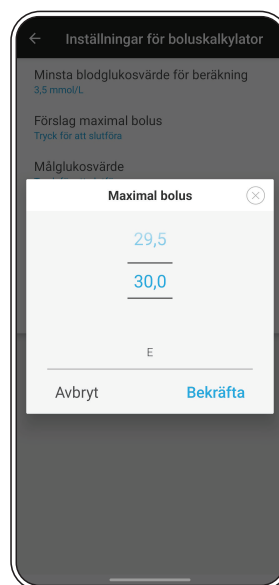 Inställningar för boluskalkylator
Minsta blodglukosvärde för beräkning
3,5 mmol/L
Förslag maximal bolus
Tryck för att slutföra
Målglukosvärde
Maximal bolus
29,5
30,0
E
Avbryt
Bekräfta